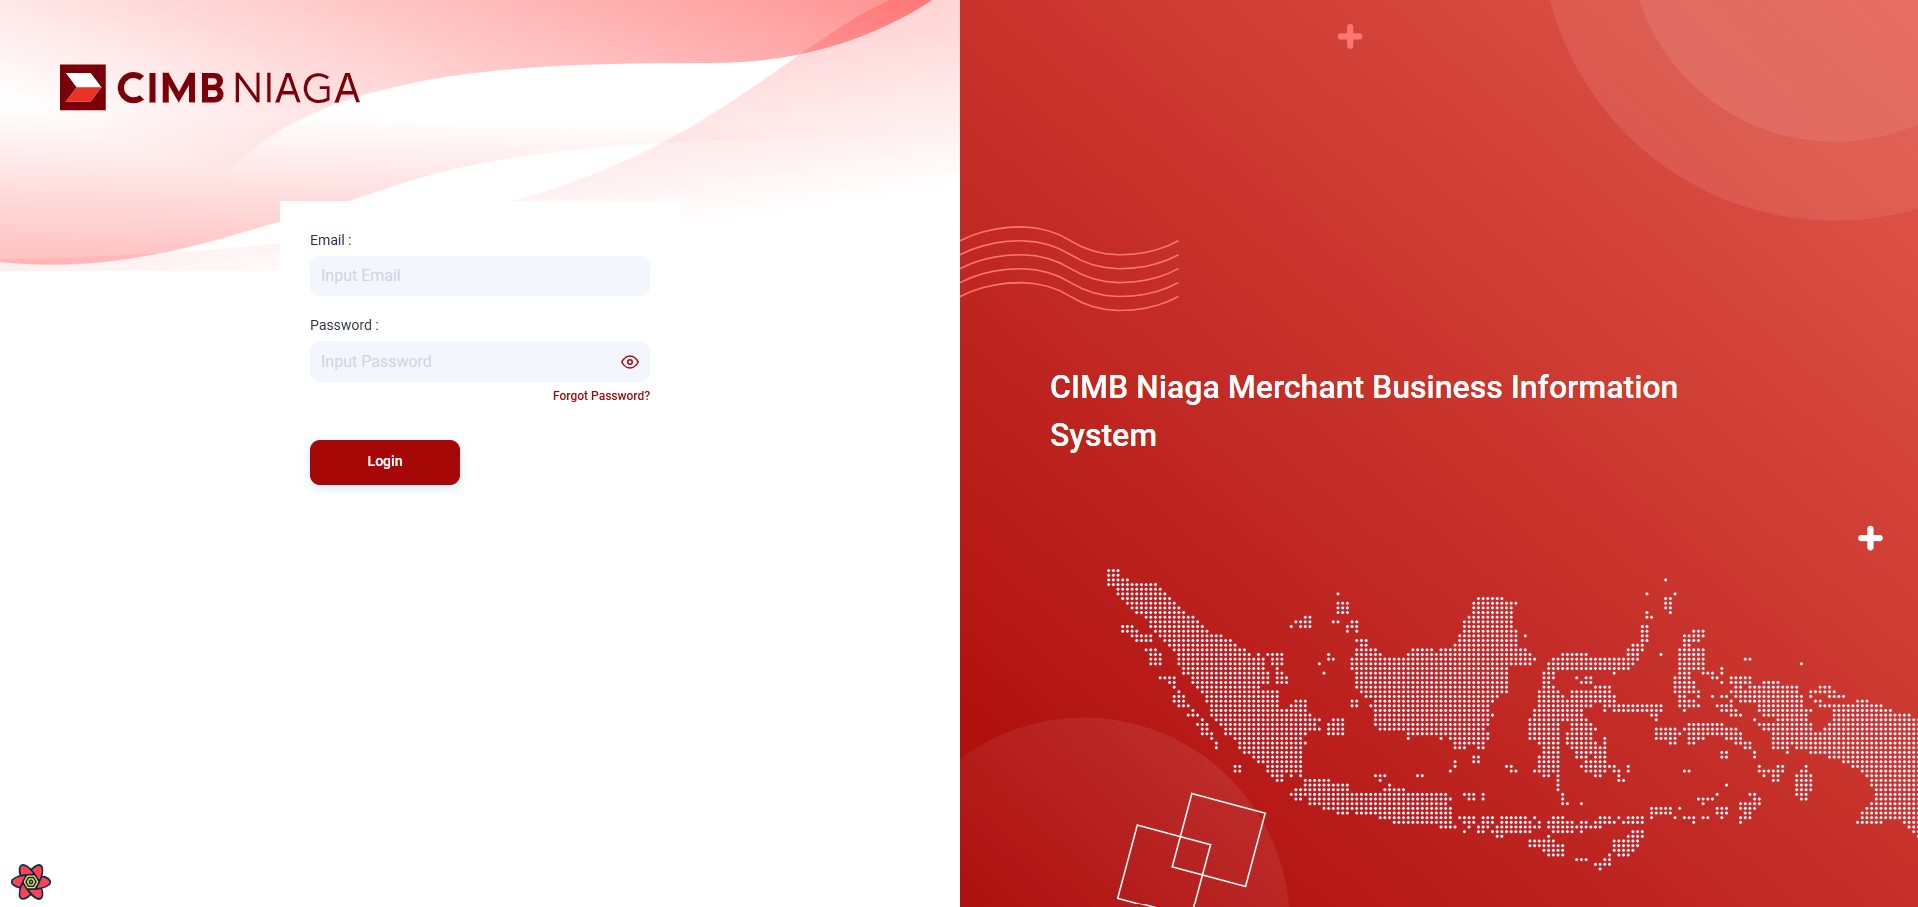 CIMB NIAGA
Email :
Input Email
Password :
Input Password
Forgot Password?
Login
CIMB Niaga Merchant Business Information
System